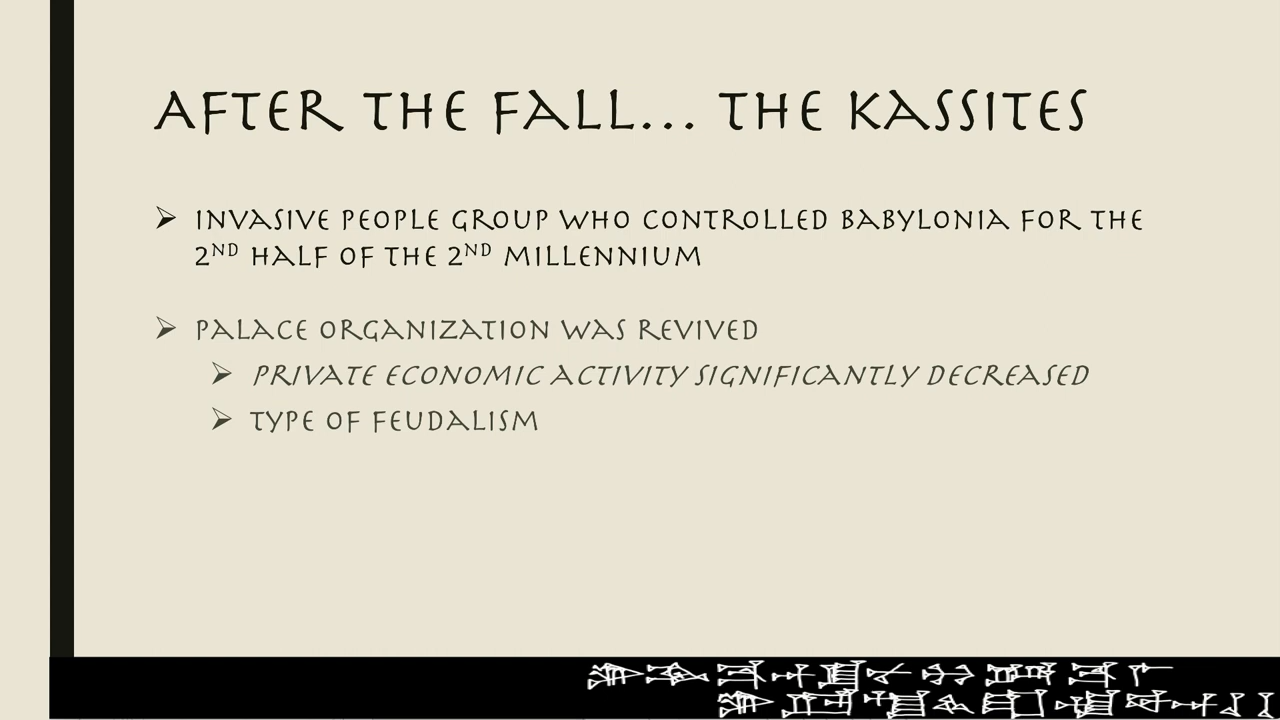 AFTER THE FALL... THE KASSITES
➢ INVASIVE PEOPLE GROUP WHO CONTROLLED BABYLONIA FOR THE
2ND HALF OF THE 2ND MILLENNIUM
➢ PALACE ORGANIZATION WAS REVIVED
➢ PRIVATE ECONOMIC ACTIVITY SIGNIFICANTLY DECREASED
➢ TYPE OF FEUDALISM